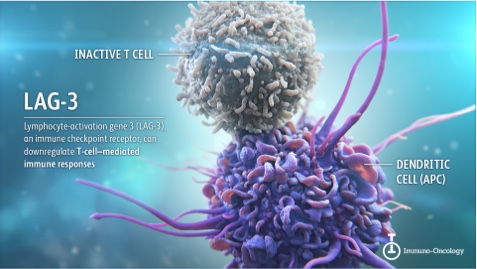 INACTIVE T CELL
LAG-3
Lymphocyte-activation gene 3 (LAG-3),
an immune checkpoint receptor, can
downregulate T-cell–mediated
immune responses
DENDRITIC
CELL (APC)
Immuno-Oncology